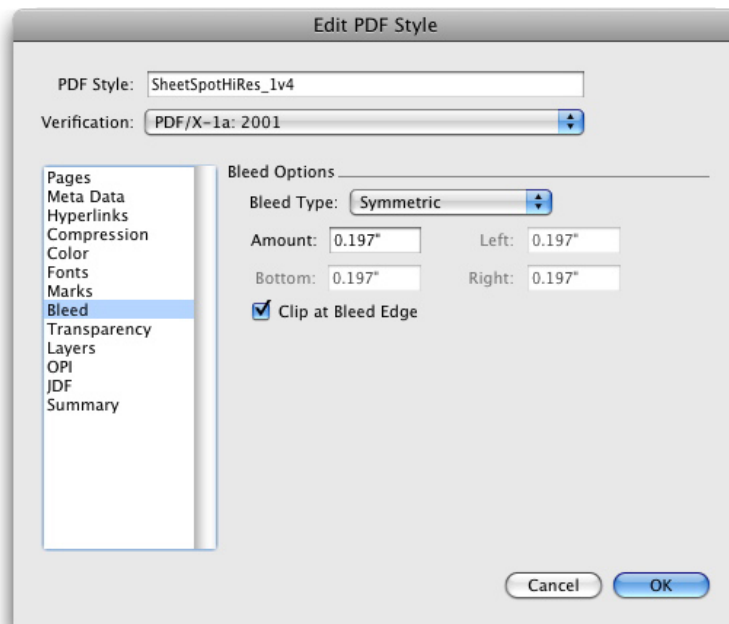 Edit PDF Style
PDF Style: SheetSpotHiRes_1v4
Verification: PDF/X-1a: 2001
Pages
Meta Data
Hyperlinks
Compression
Color
Fonts
Marks
Bleed
Transparency
Layers
OPI
JDF
Summary
Bleed Options
Bleed Type: Symmetric
Amount: 0.197" Left: 0.197"
Bottom: 0.197" Right: 0.197"
Clip at Bleed Edge
Cancel OK